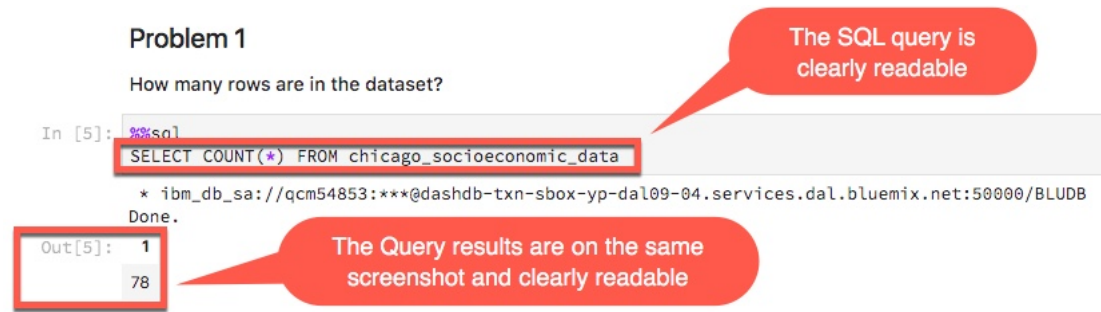 Problem 1
The SQL query is
clearly readable
How many rows are in the dataset?
In [5]: %%sql
SELECT COUNT(*) FROM chicago_socioeconomic_data
* ibm_db_sa://qcm54853:***@dashdb-txn-sbox-yp-dal09-04.services.dal.bluemix.net:50000/BLUDB
Done.
Out[5]: 1
78
The Query results are on the same
screenshot and clearly readable